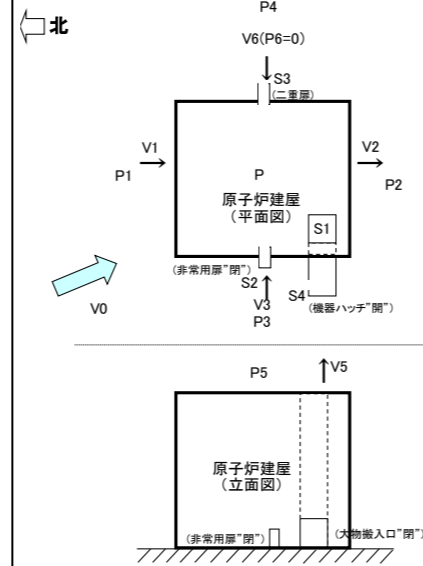 P4
北
V6(P6=0)
S3
(二重扉)
V1
V2
P1
P
P2
原子炉建屋
(平面図)
S1
(非常用扉"閉")
S2
S4
(機器ハッチ"開")
V0
V3
P3
P5
V5
原子炉建屋
(立面図)
(非常用扉"閉")
(大物搬入口"閉")